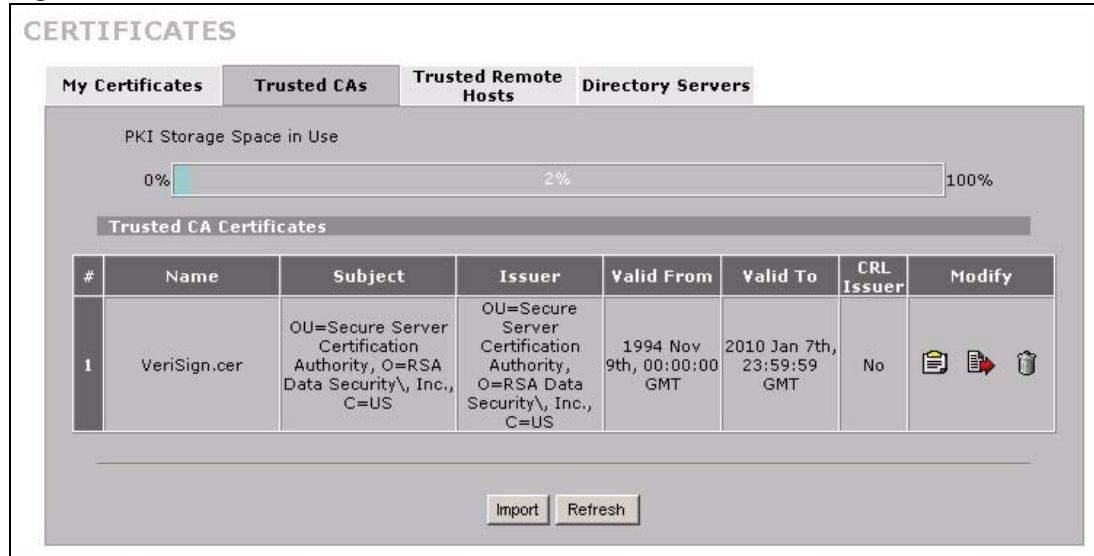 CERTIFICATES
My Certificates
Trusted CAs
Trusted Remote
Hosts
Directory Servers
PKI Storage Space in Use
0%
2%
100%
Trusted CA Certificates
#
Name
Subject
Issuer
Valid From
Valid To
CRL
Issuer
Modify
1
VeriSign.cer
OU=Secure Server
Certification
Authority, O=RSA
Data Security\, Inc.,
C=US
OU=Secure
Server
Certification
Authority,
O=RSA Data
Security\, Inc.,
C=US
1994 Nov
9th, 00:00:00
GMT
2010 Jan 7th,
23:59:59
GMT
No
Import
Refresh